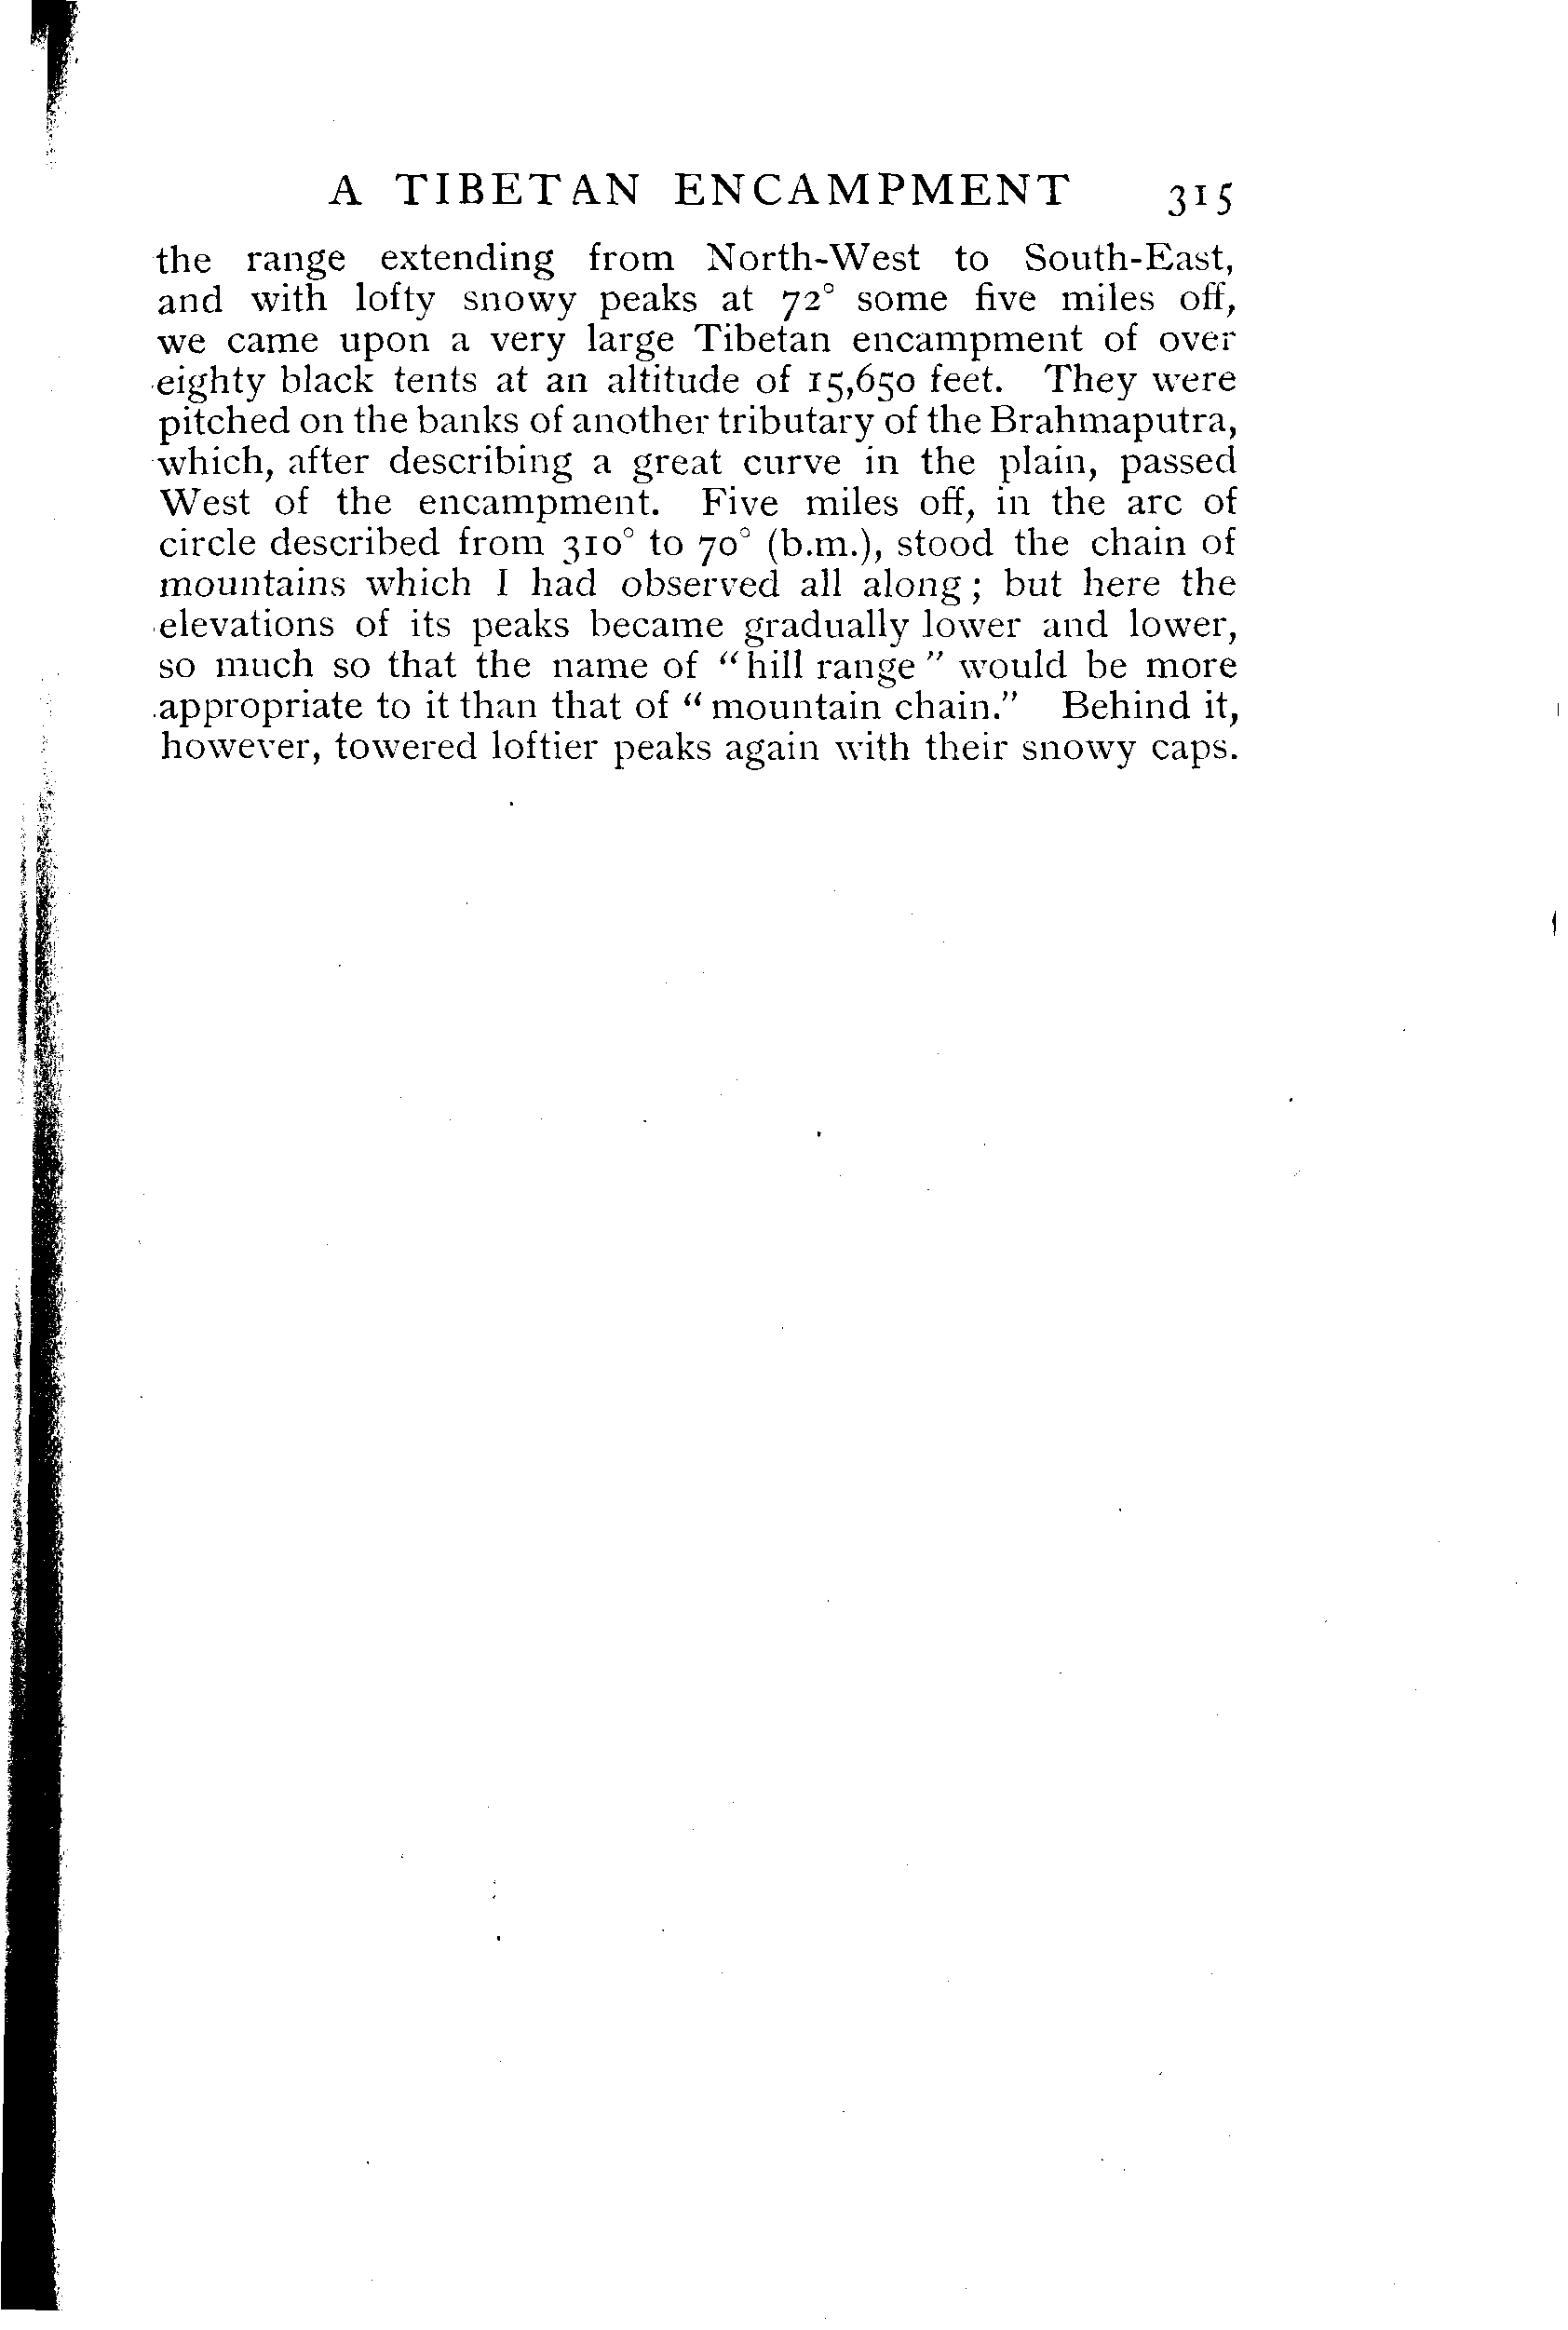 A TIBETAN ENCAMPMENT 315
the range extending from North-West to South-East,
and with lofty snowy peaks at 72° some five miles off,
we came upon a very large Tibetan encampment of over
eighty black tents at an altitude of 15,650 feet. They were
pitched on the banks of another tributary of the Brahmaputra,
which, after describing a great curve in the plain, passed
West of the encampment. Five miles off, in the arc of
circle described from 310° to 70° (b.m.), stood the chain of
mountains which I had observed all along; but here the
elevations of its peaks became gradually lower and lower,
so much so that the name of "hill range" would be more
appropriate to it than that of "mountain chain." Behind it,
however, towered loftier peaks again with their snowy caps.